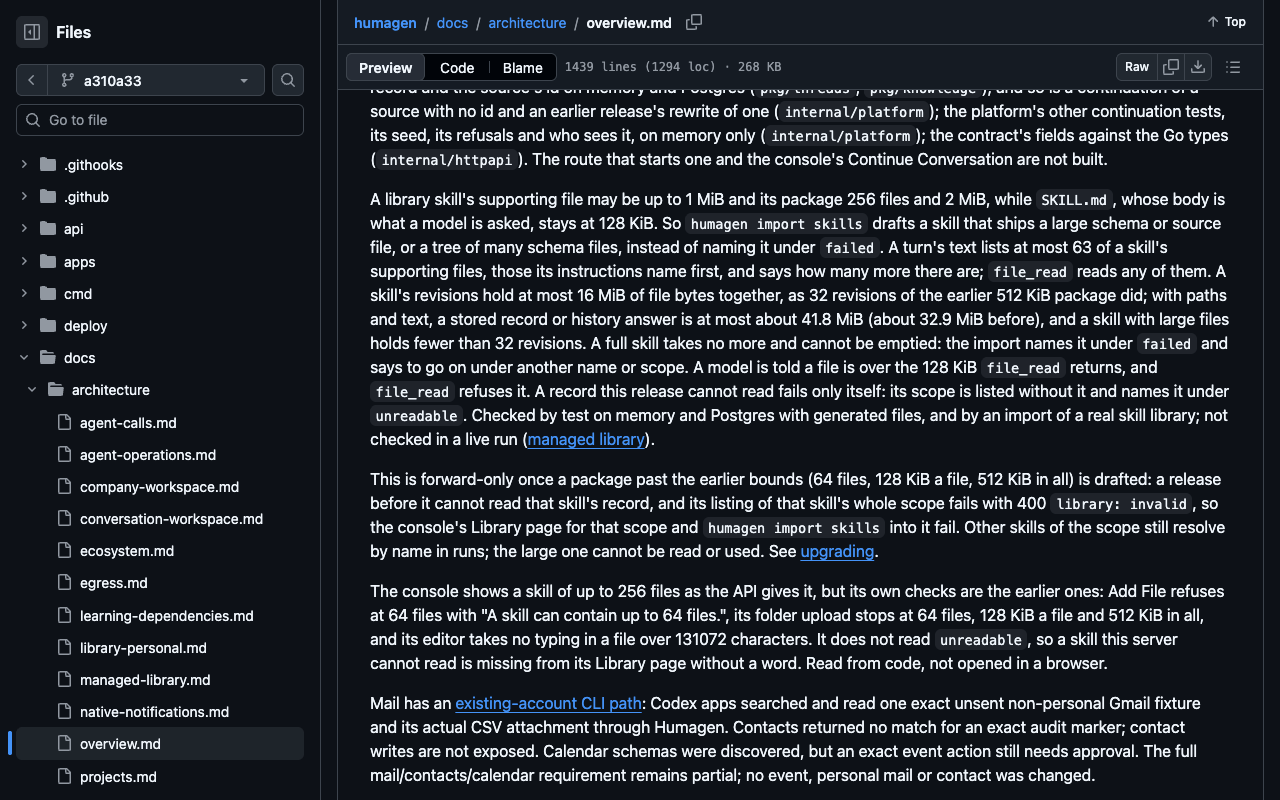 Files
humagen / docs / architecture / overview.md
Top
a310a33
Go to file
Preview Code Blame 1439 lines (1294 loc) · 268 KB Raw
.githooks
.github
api
apps
cmd
deploy
docs
architecture
agent-calls.md
agent-operations.md
company-workspace.md
conversation-workspace.md
ecosystem.md
egress.md
learning-dependencies.md
library-personal.md
managed-library.md
native-notifications.md
overview.md
projects.md
record and the source's id on memory and Postgres (pkg/threads, pkg/knowledge), and so is a continuation of a
source with no id and an earlier release's rewrite of one (internal/platform); the platform's other continuation tests,
its seed, its refusals and who sees it, on memory only (internal/platform); the contract's fields against the Go types
(internal/httpapi). The route that starts one and the console's Continue Conversation are not built.
A library skill's supporting file may be up to 1 MiB and its package 256 files and 2 MiB, while SKILL.md, whose body is
what a model is asked, stays at 128 KiB. So humagen import skills drafts a skill that ships a large schema or source
file, or a tree of many schema files, instead of naming it under failed. A turn's text lists at most 63 of a skill's
supporting files, those its instructions name first, and says how many more there are; file_read reads any of them. A
skill's revisions hold at most 16 MiB of file bytes together, as 32 revisions of the earlier 512 KiB package did; with paths
and text, a stored record or history answer is at most about 41.8 MiB (about 32.9 MiB before), and a skill with large files
holds fewer than 32 revisions. A full skill takes no more and cannot be emptied: the import names it under failed and
says to go on under another name or scope. A model is told a file is over the 128 KiB file_read returns, and
file_read refuses it. A record this release cannot read fails only itself: its scope is listed without it and names it under
unreadable. Checked by test on memory and Postgres with generated files, and by an import of a real skill library; not
checked in a live run (managed library).
This is forward-only once a package past the earlier bounds (64 files, 128 KiB a file, 512 KiB in all) is drafted: a release
before it cannot read that skill's record, and its listing of that skill's whole scope fails with 400 library: invalid, so
the console's Library page for that scope and humagen import skills into it fail. Other skills of the scope still resolve
by name in runs; the large one cannot be read or used. See upgrading.
The console shows a skill of up to 256 files as the API gives it, but its own checks are the earlier ones: Add File refuses
at 64 files with "A skill can contain up to 64 files.", its folder upload stops at 64 files, 128 KiB a file and 512 KiB in all,
and its editor takes no typing in a file over 131072 characters. It does not read unreadable, so a skill this server
cannot read is missing from its Library page without a word. Read from code, not opened in a browser.
Mail has an existing-account CLI path: Codex apps searched and read one exact unsent non-personal Gmail fixture
and its actual CSV attachment through Humagen. Contacts returned no match for an exact audit marker; contact
writes are not exposed. Calendar schemas were discovered, but an exact event action still needs approval. The full
mail/contacts/calendar requirement remains partial; no event, personal mail or contact was changed.